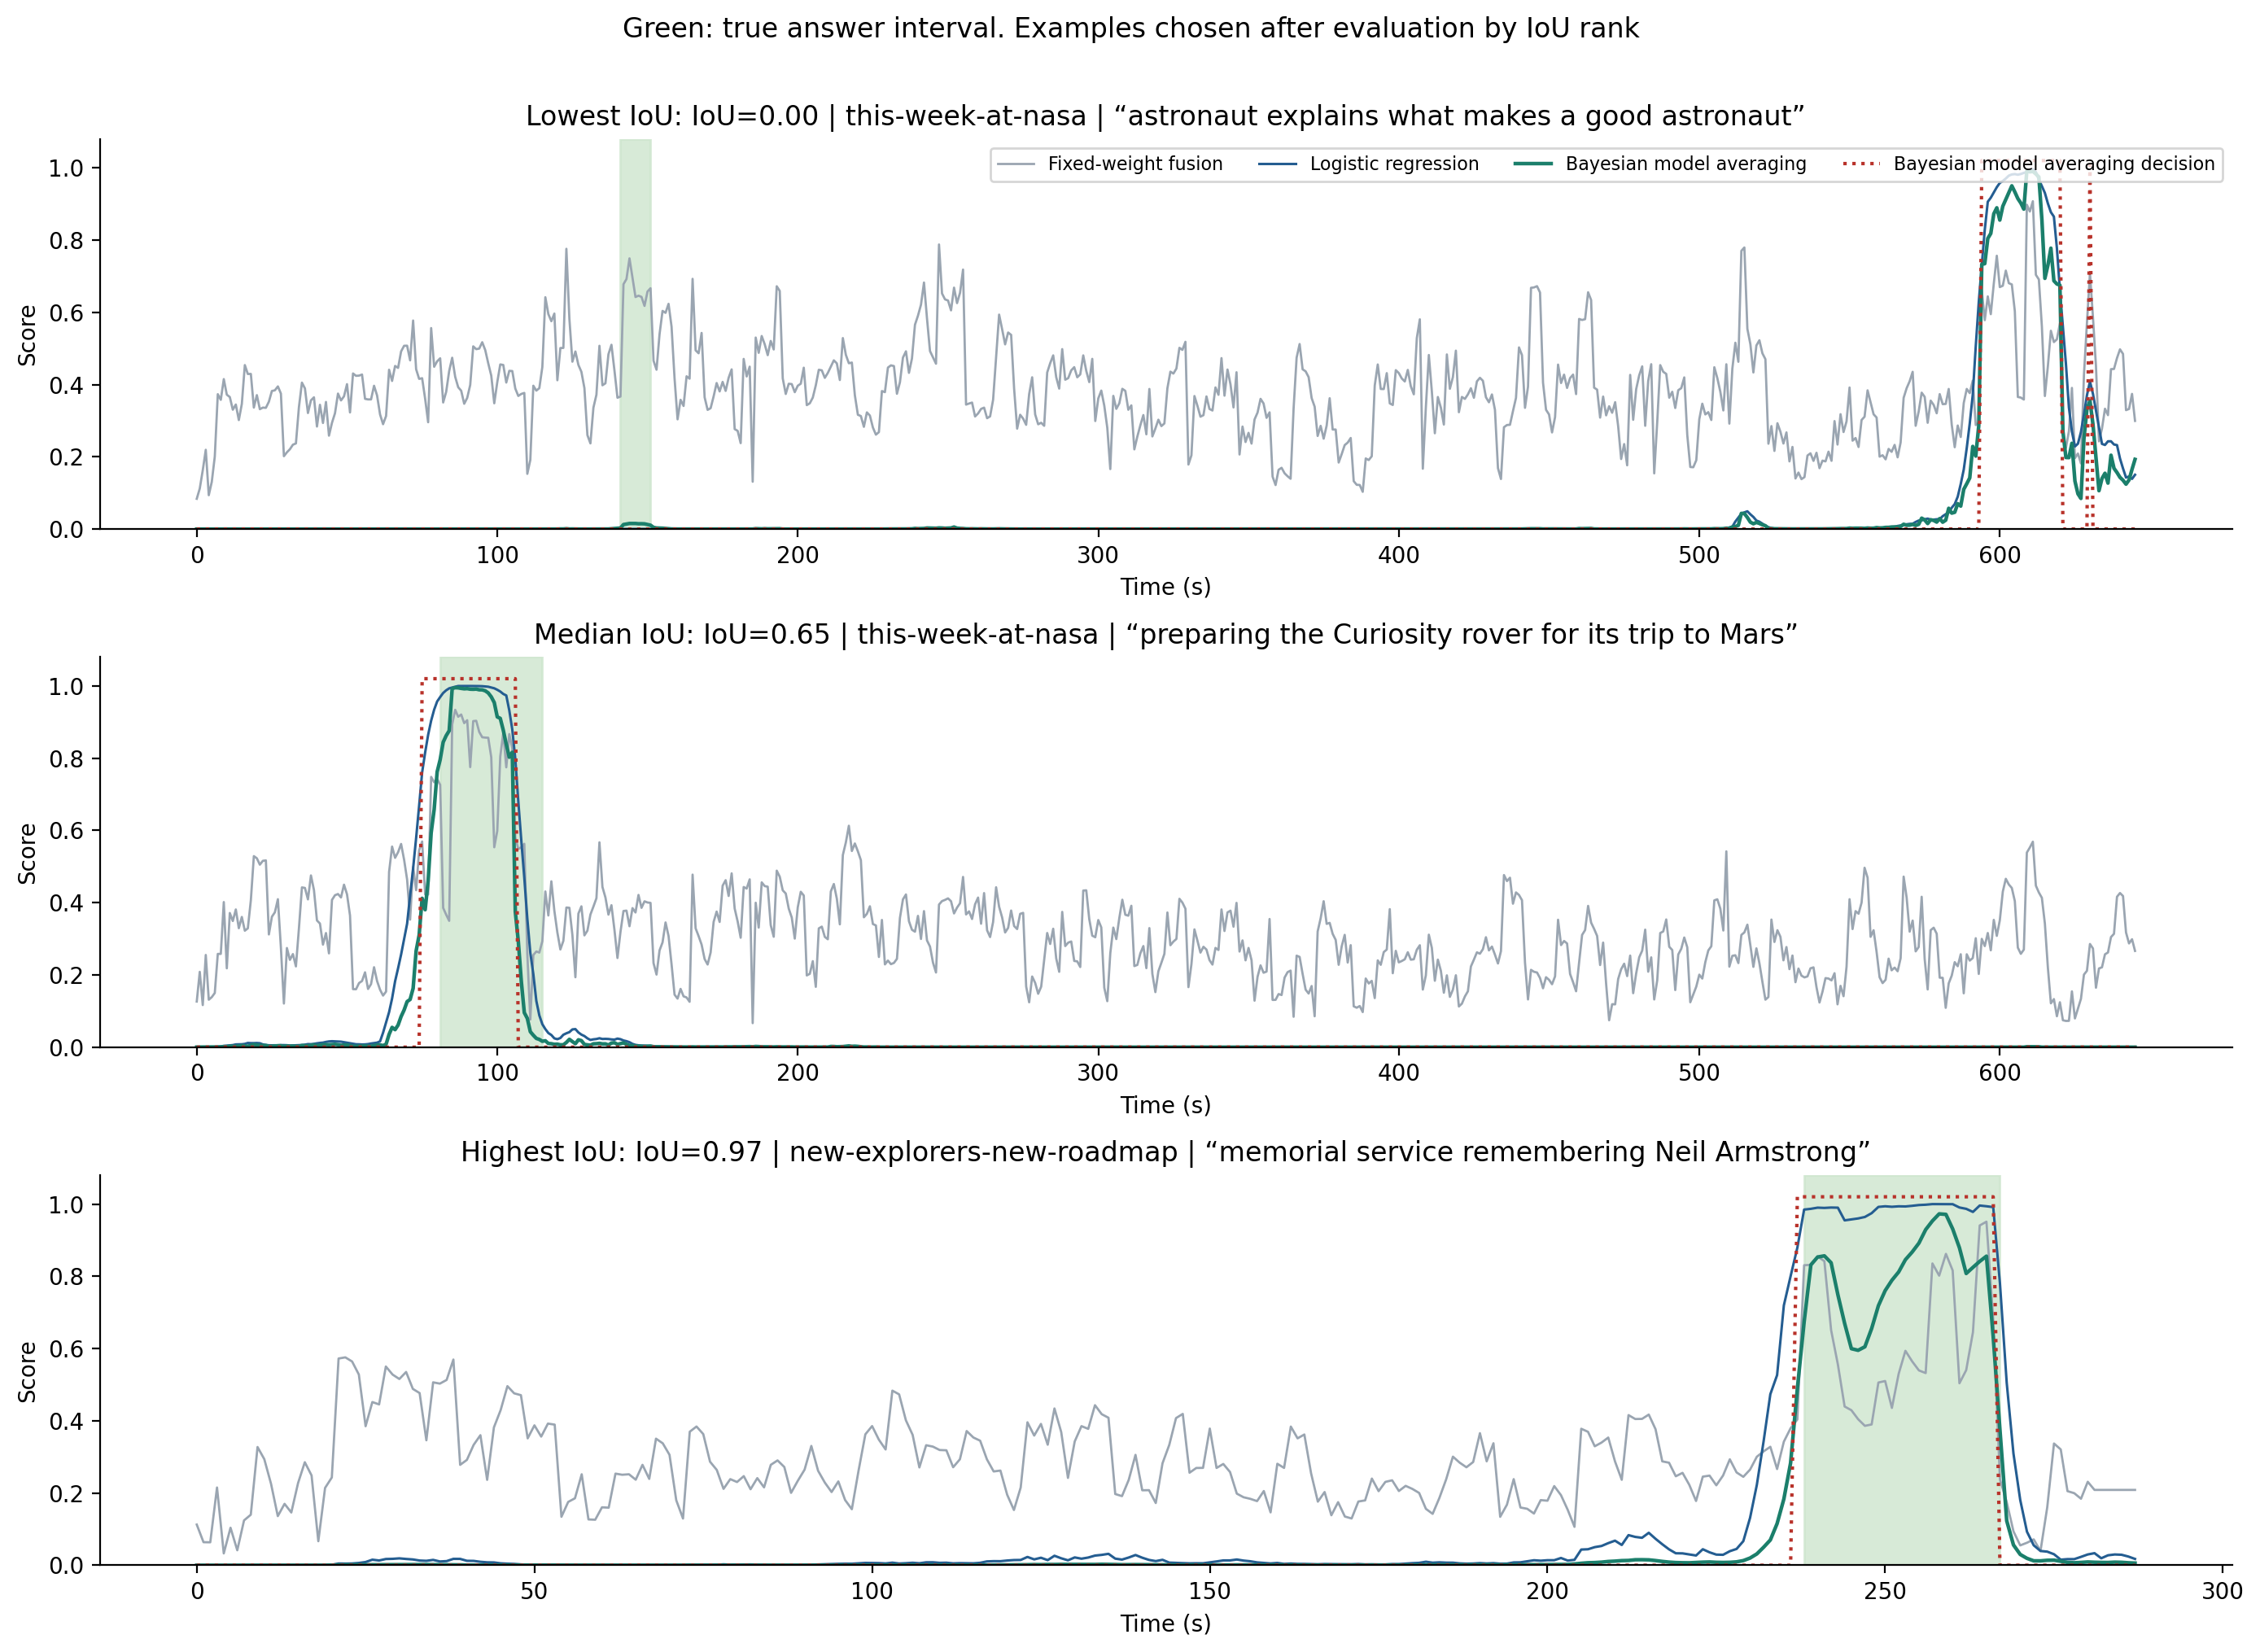 Green: true answer interval. Examples chosen after evaluation by IoU rank
Lowest IoU: IoU=0.00 | this-week-at-nasa | “astronaut explains what makes a good astronaut”
Fixed-weight fusion
Logistic regression
Bayesian model averaging
Bayesian model averaging decision
Score
1.0
0.8
0.6
0.4
0.2
0.0
0 100 200 300 400 500 600
Time (s)
Median IoU: IoU=0.65 | this-week-at-nasa | “preparing the Curiosity rover for its trip to Mars”
Score
1.0
0.8
0.6
0.4
0.2
0.0
0 100 200 300 400 500 600
Time (s)
Highest IoU: IoU=0.97 | new-explorers-new-roadmap | “memorial service remembering Neil Armstrong”
Score
1.0
0.8
0.6
0.4
0.2
0.0
0 50 100 150 200 250 300
Time (s)